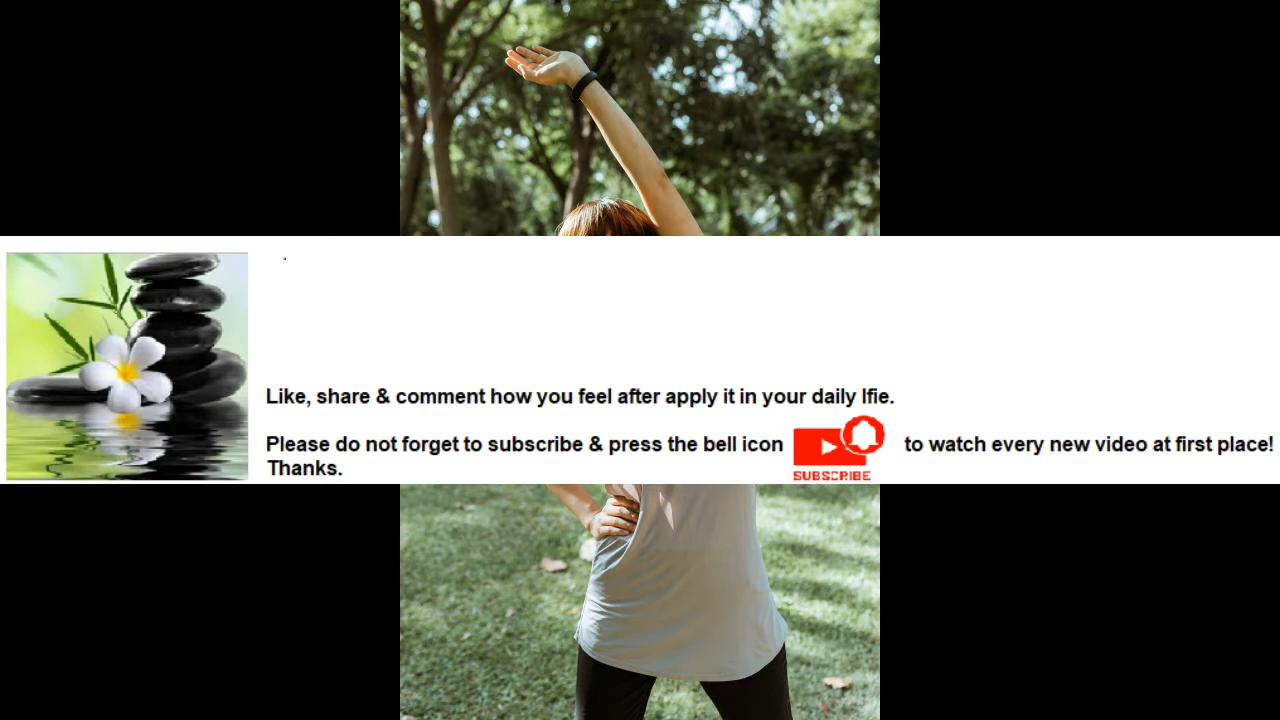 Like, share & comment how you feel after apply it in your daily lfie.
Please do not forget to subscribe & press the bell icon SUBSCRIBE to watch every new video at first place!
Thanks.